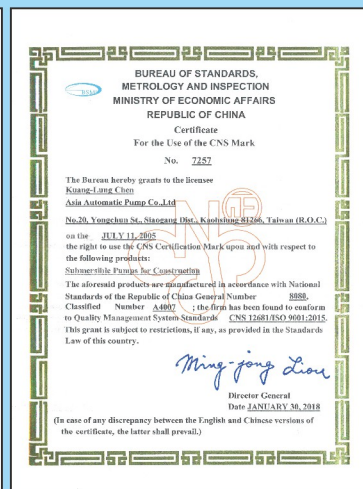 BSMI
BUREAU OF STANDARDS,
METROLOGY AND INSPECTION
MINISTRY OF ECONOMIC AFFAIRS
REPUBLIC OF CHINA
Certificate
For the Use of the CNS Mark
No. 7257
The Bureau hereby grants to the licensee
Kuang-Lung Chen
Asia Automatic Pump Co.,Ltd
No.20, Yongchun St., Siaogang Dist., Kaohsiung 81266, Taiwan (R.O.C.)
on the JULY 11, 2005
the right to use the CNS Certification Mark upon and with respect to
the following products:
Submersible Pumps for Construction
The aforesaid products are manufactured in accordance with National
Standards of the Republic of China General Number 8080,
Classified Number A4007 ; the firm has been found to conform
to Quality Management System Standards CNS 12681/ISO 9001:2015.
This grant is subject to restrictions, if any, as provided in the Standards
Law of this country.
Ming-jong Liou
Director General
Date JANUARY 30, 2018
(In case of any discrepancy between the English and Chinese versions of
the certificate, the latter shall prevail.)